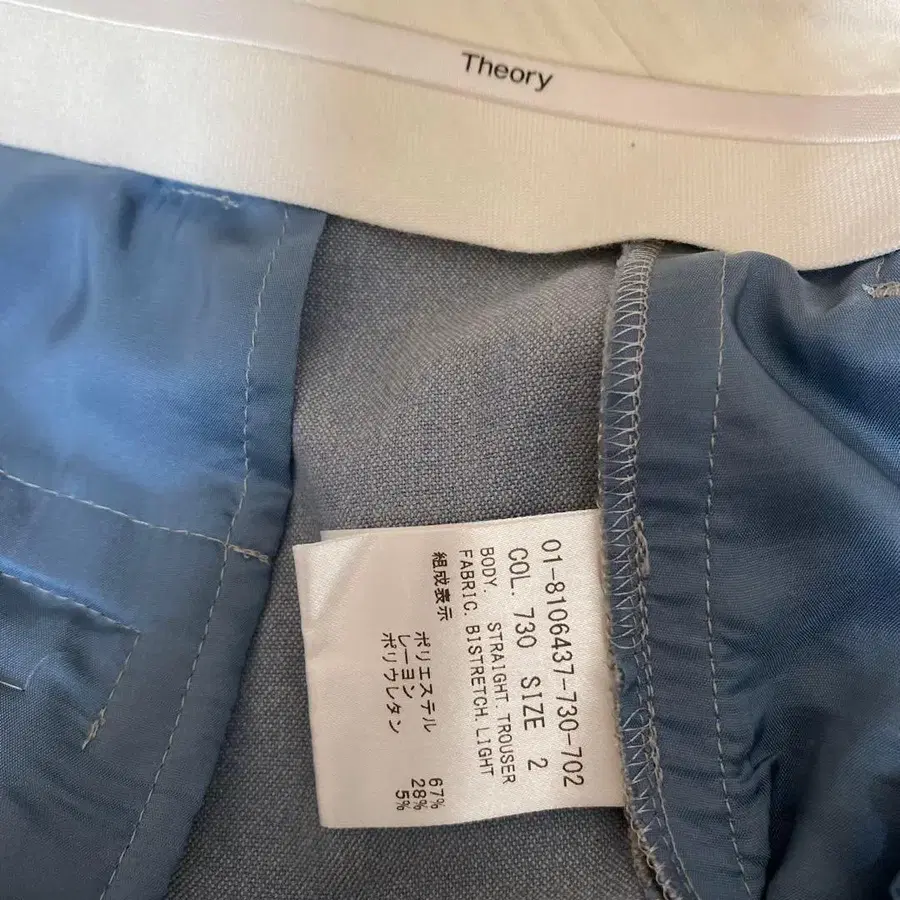 Theory
01-8106437-730-702
COL. 730 SIZE 2
BODY. STRAIGHT. TROUSER
FABRIC. BISTRETCH. LIGHT
組成表示
ポリエステル 67%
レーヨン 28%
ポリウレタン 5%